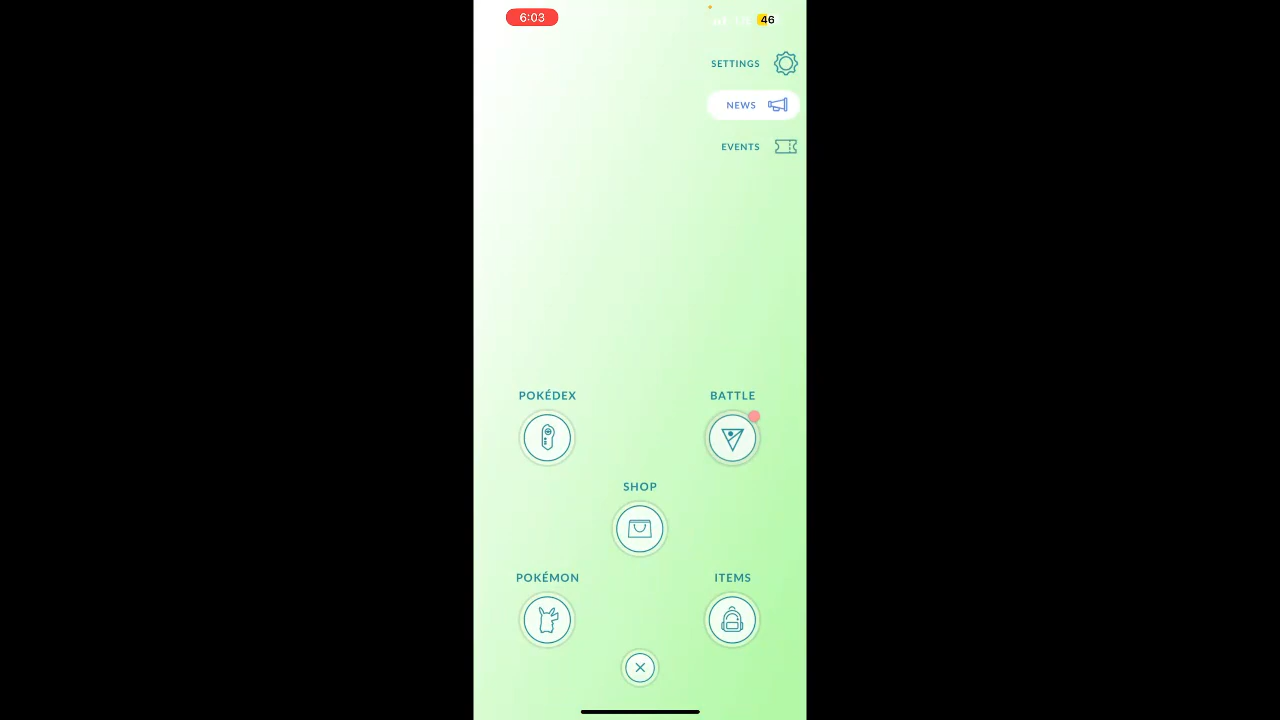 6:03
46
SETTINGS
NEWS
EVENTS
POKÉDEX
BATTLE
SHOP
POKÉMON
ITEMS